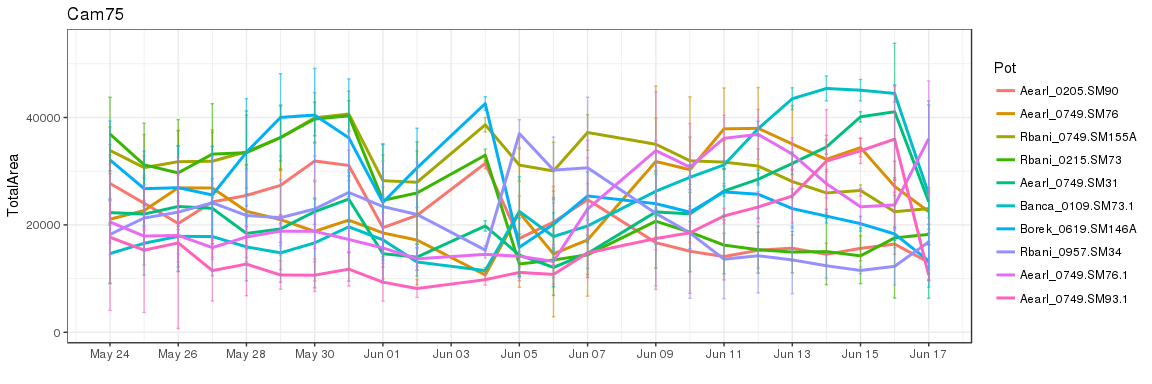 Cam75
TotalArea
40000
20000
0
May 24 May 26 May 28 May 30 Jun 01 Jun 03 Jun 05 Jun 07 Jun 09 Jun 11 Jun 13 Jun 15 Jun 17
Pot
Aearl_0205.SM90
Aearl_0749.SM76
Rbani_0749.SM155A
Rbani_0215.SM73
Aearl_0749.SM31
Banca_0109.SM73.1
Borek_0619.SM146A
Rbani_0957.SM34
Aearl_0749.SM76.1
Aearl_0749.SM93.1